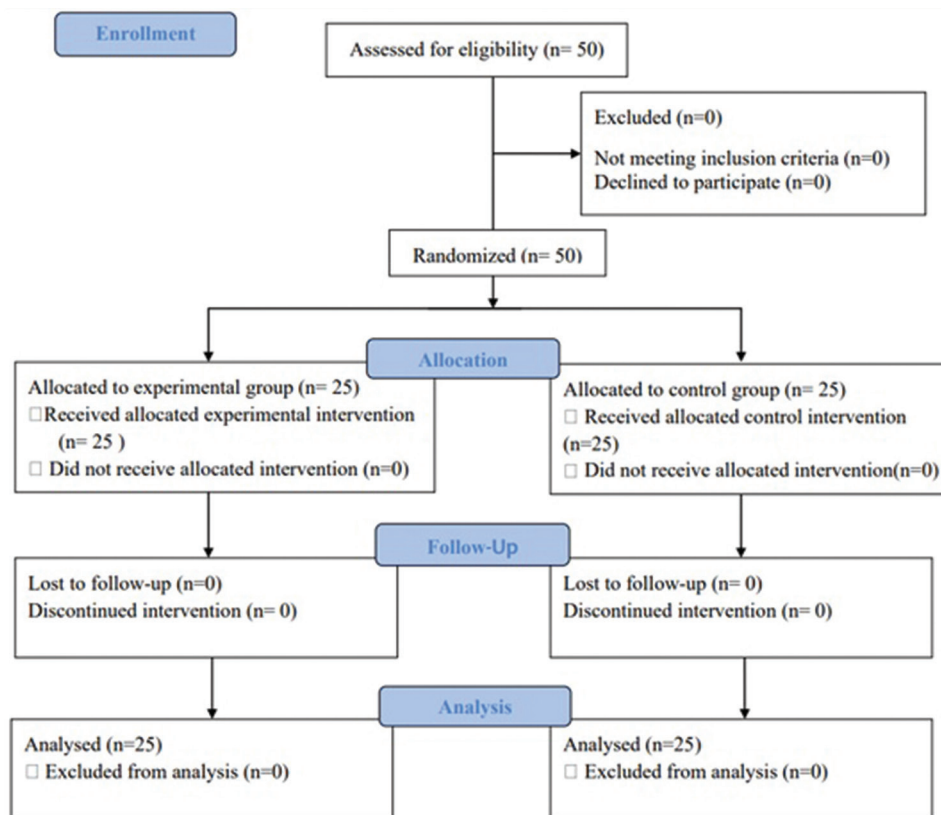 Enrollment
Assessed for eligibility (n= 50)
Excluded (n=0)
Not meeting inclusion criteria (n=0)
Declined to participate (n=0)
Randomized (n= 50)
Allocation
Allocated to experimental group (n= 25)
□Received allocated experimental intervention
(n= 25 )
□ Did not receive allocated intervention (n=0)
Allocated to control group (n= 25)
□ Received allocated control intervention
(n=25)
□ Did not receive allocated intervention(n=0)
Follow-Up
Lost to follow-up (n=0)
Discontinued intervention (n= 0)
Lost to follow-up (n= 0)
Discontinued intervention (n= 0)
Analysis
Analysed (n=25)
□ Excluded from analysis (n=0)
Analysed (n=25)
□ Excluded from analysis (n=0)